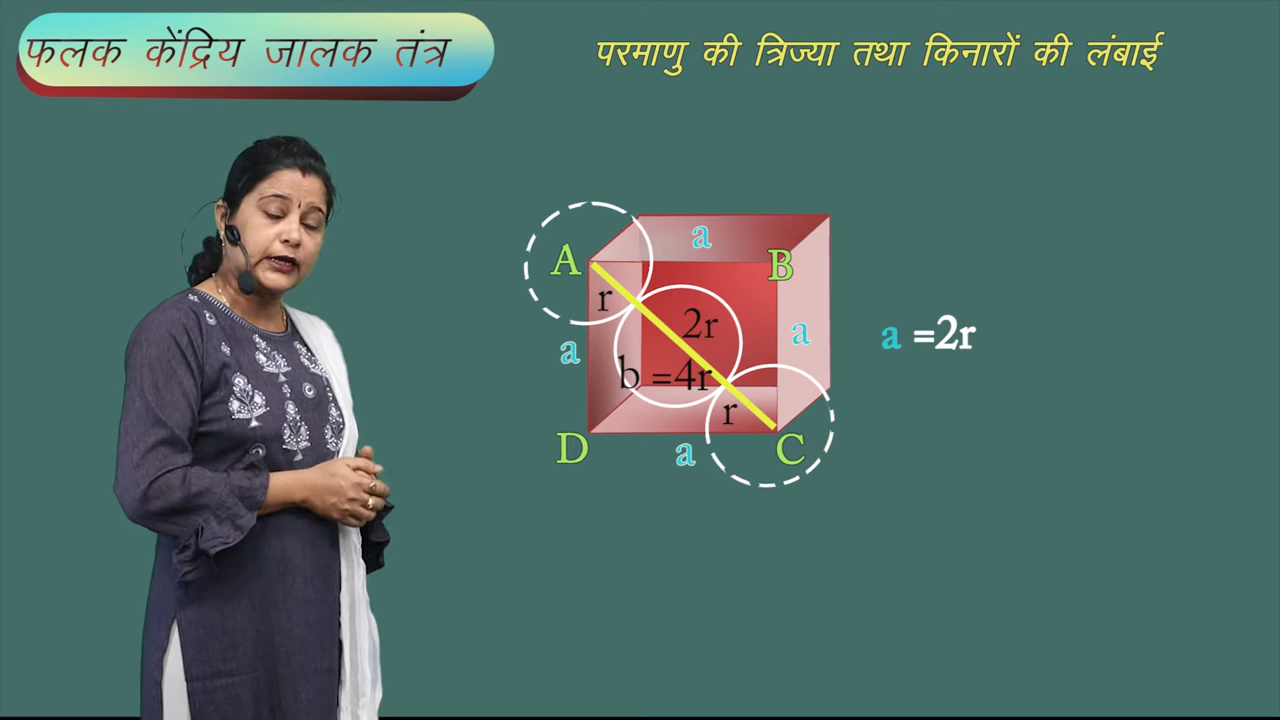 फलक केंद्रिय जालक तंत्र
परमाणु की त्रिज्या तथा किनारों की लंबाई
a
A
B
r
2r
a
a
a =2r
b =4r
r
D
a
C